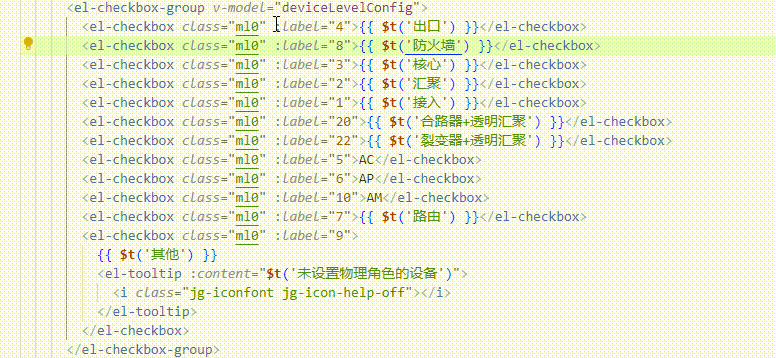 <el-checkbox-group v-model="deviceLevelConfig">
<el-checkbox class="ml0" :label="4">{{ $t('出口') }}</el-checkbox>
<el-checkbox class="ml0" :label="8">{{ $t('防火墙') }}</el-checkbox>
<el-checkbox class="ml0" :label="3">{{ $t('核心') }}</el-checkbox>
<el-checkbox class="ml0" :label="2">{{ $t('汇聚') }}</el-checkbox>
<el-checkbox class="ml0" :label="1">{{ $t('接入') }}</el-checkbox>
<el-checkbox class="ml0" :label="20">{{ $t('合路器+透明汇聚') }}</el-checkbox>
<el-checkbox class="ml0" :label="22">{{ $t('裂变器+透明汇聚') }}</el-checkbox>
<el-checkbox class="ml0" :label="5">AC</el-checkbox>
<el-checkbox class="ml0" :label="6">AP</el-checkbox>
<el-checkbox class="ml0" :label="10">AM</el-checkbox>
<el-checkbox class="ml0" :label="7">{{ $t('路由') }}</el-checkbox>
<el-checkbox class="ml0" :label="9">
{{ $t('其他') }}
<el-tooltip :content="$t('未设置物理角色的设备')">
<i class="jg-iconfont jg-icon-help-off"></i>
</el-tooltip>
</el-checkbox>
</el-checkbox-group>